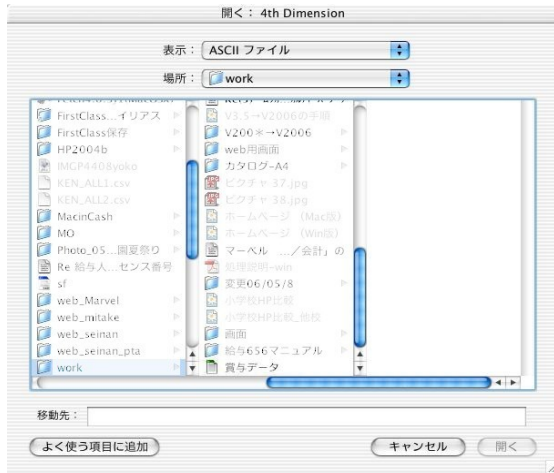 開く: 4th Dimension
表示: ASCII ファイル
場所: work
FirstClass...イリアス
FirstClass保存
HP2004b
IMGP4408yoko
KEN_ALL1.csv
KEN_ALL2.csv
MacinCash
MO
Photo_05...園夏祭り
Re 給与人...センス番号
sf
web_Marvel
web_mitake
web_seinan
web_seinan_pta
work
V3.5→V2006の手順
V200*→V2006
web用画面
カタログ-A4
ピクチャ 37.jpg
ピクチャ 38.jpg
ホームページ (Mac版)
ホームページ (Win版)
マーベル .../会計」の
処理説明-win
変更06/05/8
小学校HP比較
小学校HP比較_他校
画面
給与656マニュアル
賞与データ
移動先:
よく使う項目に追加
キャンセル
開く